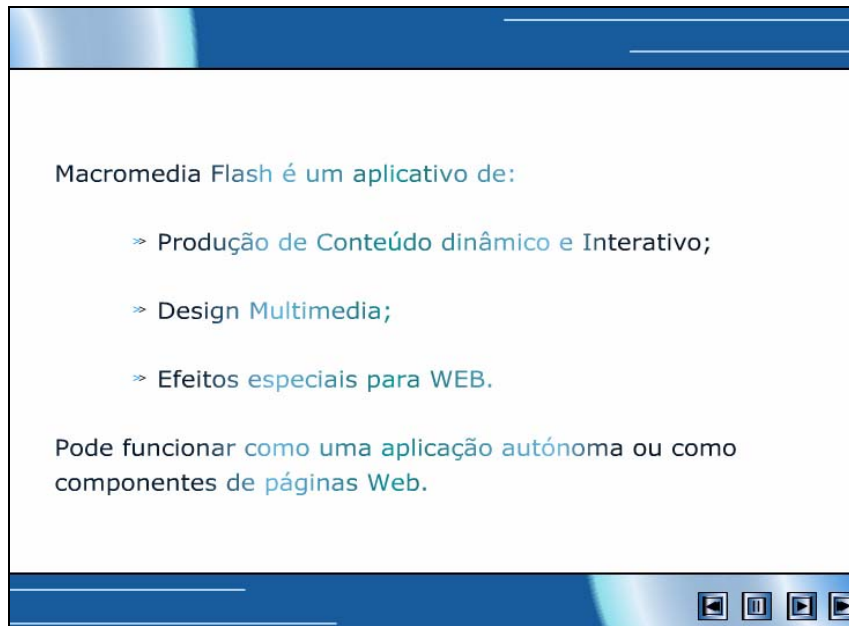 Macromedia Flash é um aplicativo de:
» Produção de Conteúdo dinâmico e Interativo;
» Design Multimedia;
» Efeitos especiais para WEB.
Pode funcionar como uma aplicação autónoma ou como
componentes de páginas Web.